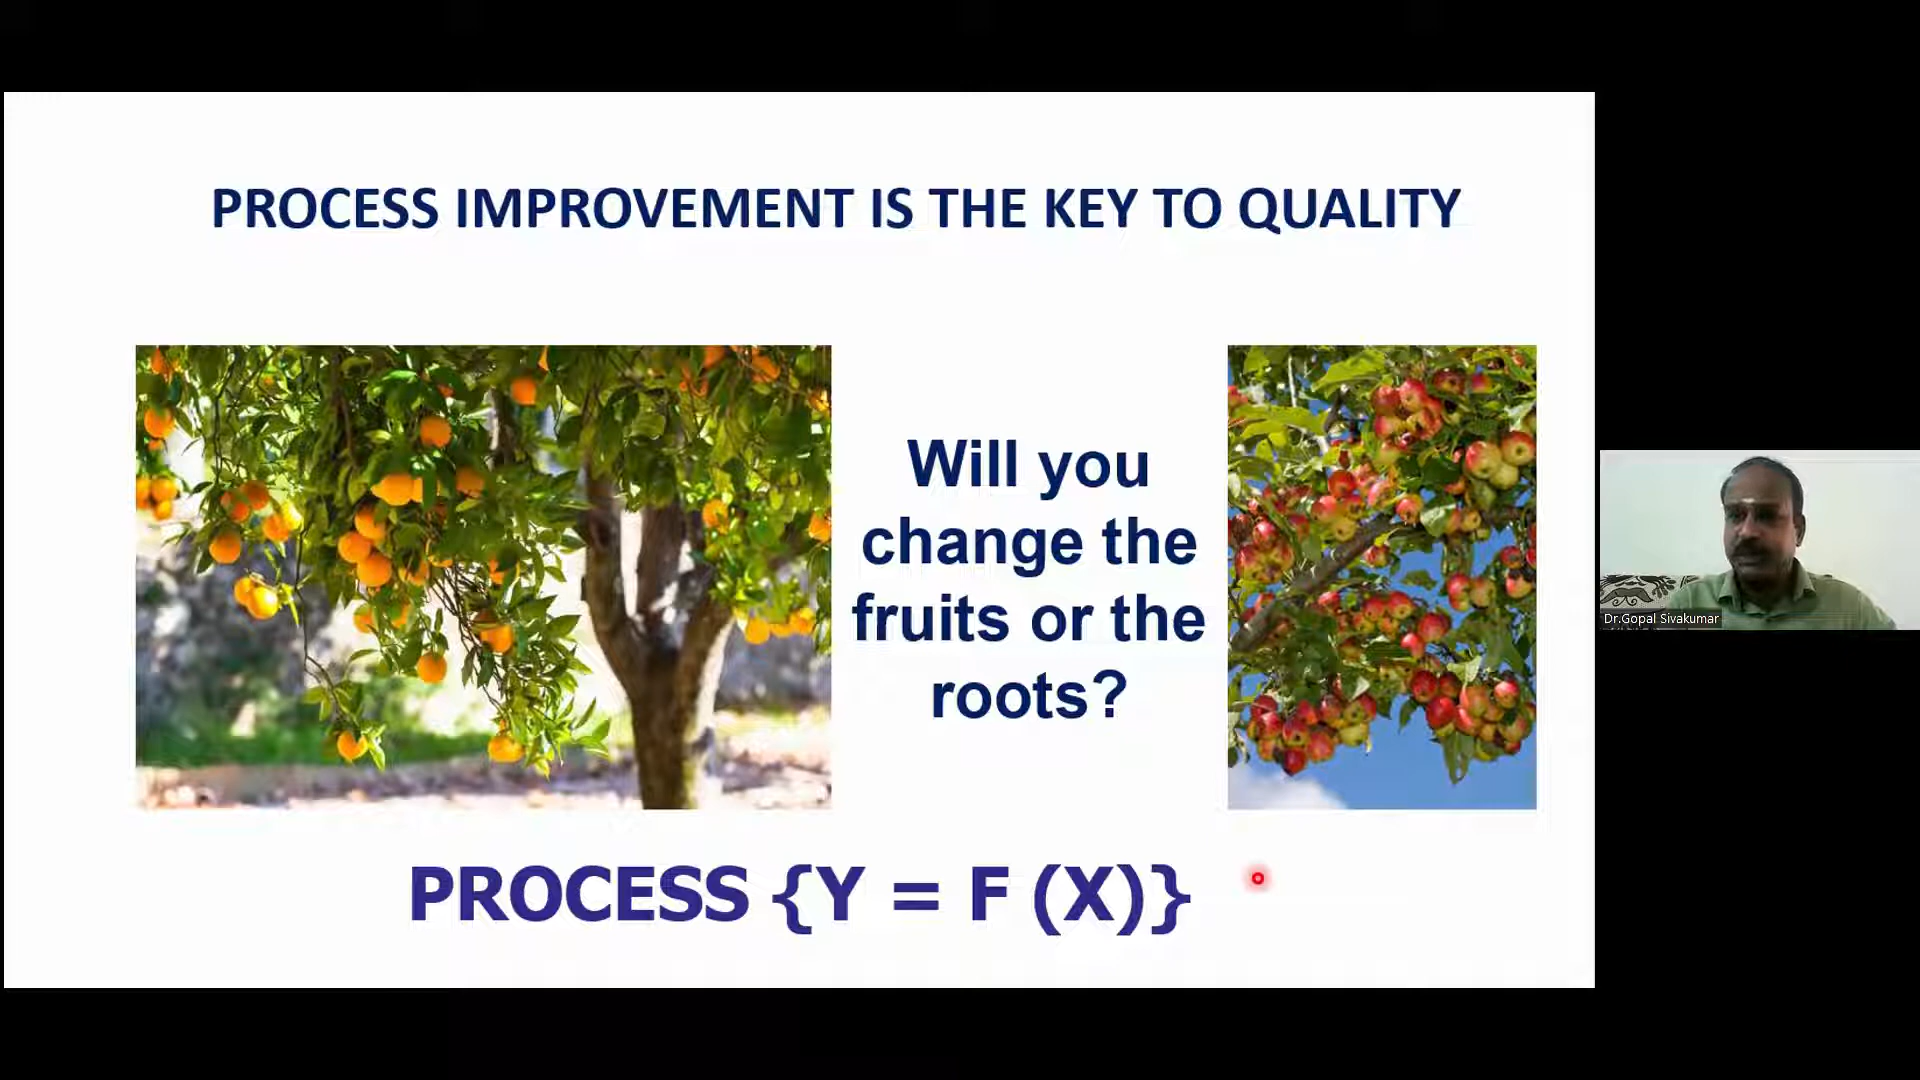 PROCESS IMPROVEMENT IS THE KEY TO QUALITY
Will you
change the
fruits or the
roots?
PROCESS {Y = F (X)}
Dr.Gopal Sivakumar